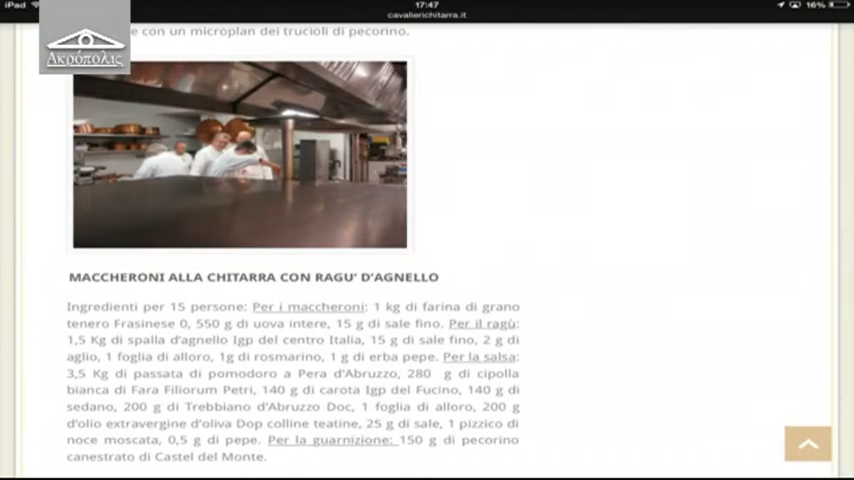 iPad 17:47 16%
cavalierichitarra.it
Ακρόπολις
e con un microplan dei trucioli di pecorino.
MACCHERONI ALLA CHITARRA CON RAGU' D'AGNELLO
Ingredienti per 15 persone: Per i maccheroni: 1 kg di farina di grano
tenero Frasinese 0, 550 g di uova intere, 15 g di sale fino. Per il ragù:
1,5 Kg di spalla d'agnello Igp del centro Italia, 15 g di sale fino, 2 g di
aglio, 1 foglia di alloro, 1g di rosmarino, 1 g di erba pepe. Per la salsa:
3,5 Kg di passata di pomodoro a Pera d'Abruzzo, 280 g di cipolla
bianca di Fara Filiorum Petri, 140 g di carota Igp del Fucino, 140 g di
sedano, 200 g di Trebbiano d'Abruzzo Doc, 1 foglia di alloro, 200 g
d'olio extravergine d'oliva Dop colline teatine, 25 g di sale, 1 pizzico di
noce moscata, 0,5 g di pepe. Per la guarnizione: 150 g di pecorino
canestrato di Castel del Monte.